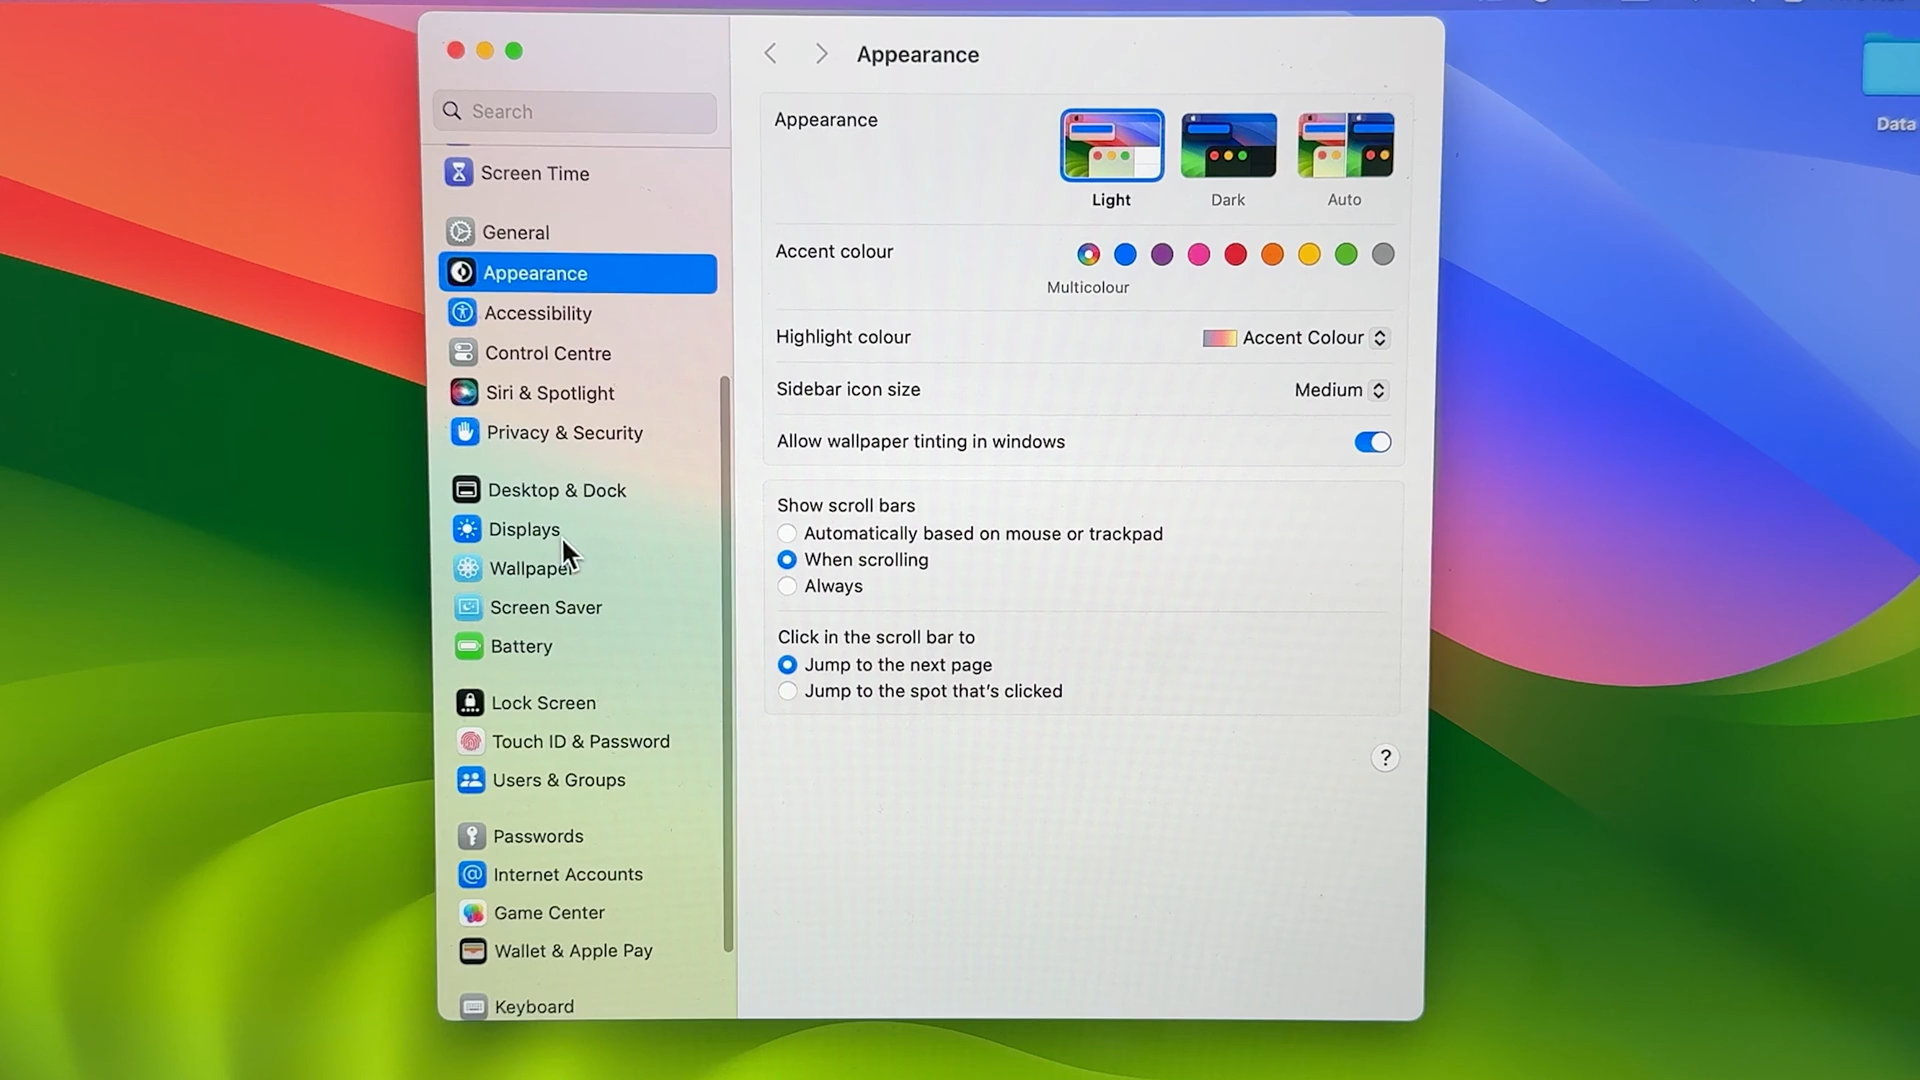 Search
Screen Time
General
Appearance
Accessibility
Control Centre
Siri & Spotlight
Privacy & Security
Desktop & Dock
Displays
Wallpaper
Screen Saver
Battery
Lock Screen
Touch ID & Password
Users & Groups
Passwords
Internet Accounts
Game Center
Wallet & Apple Pay
Keyboard
Appearance
Appearance
Light Dark Auto
Accent colour
Multicolour
Highlight colour Accent Colour
Sidebar icon size Medium
Allow wallpaper tinting in windows
Show scroll bars
Automatically based on mouse or trackpad
When scrolling
Always
Click in the scroll bar to
Jump to the next page
Jump to the spot that's clicked
?
Data